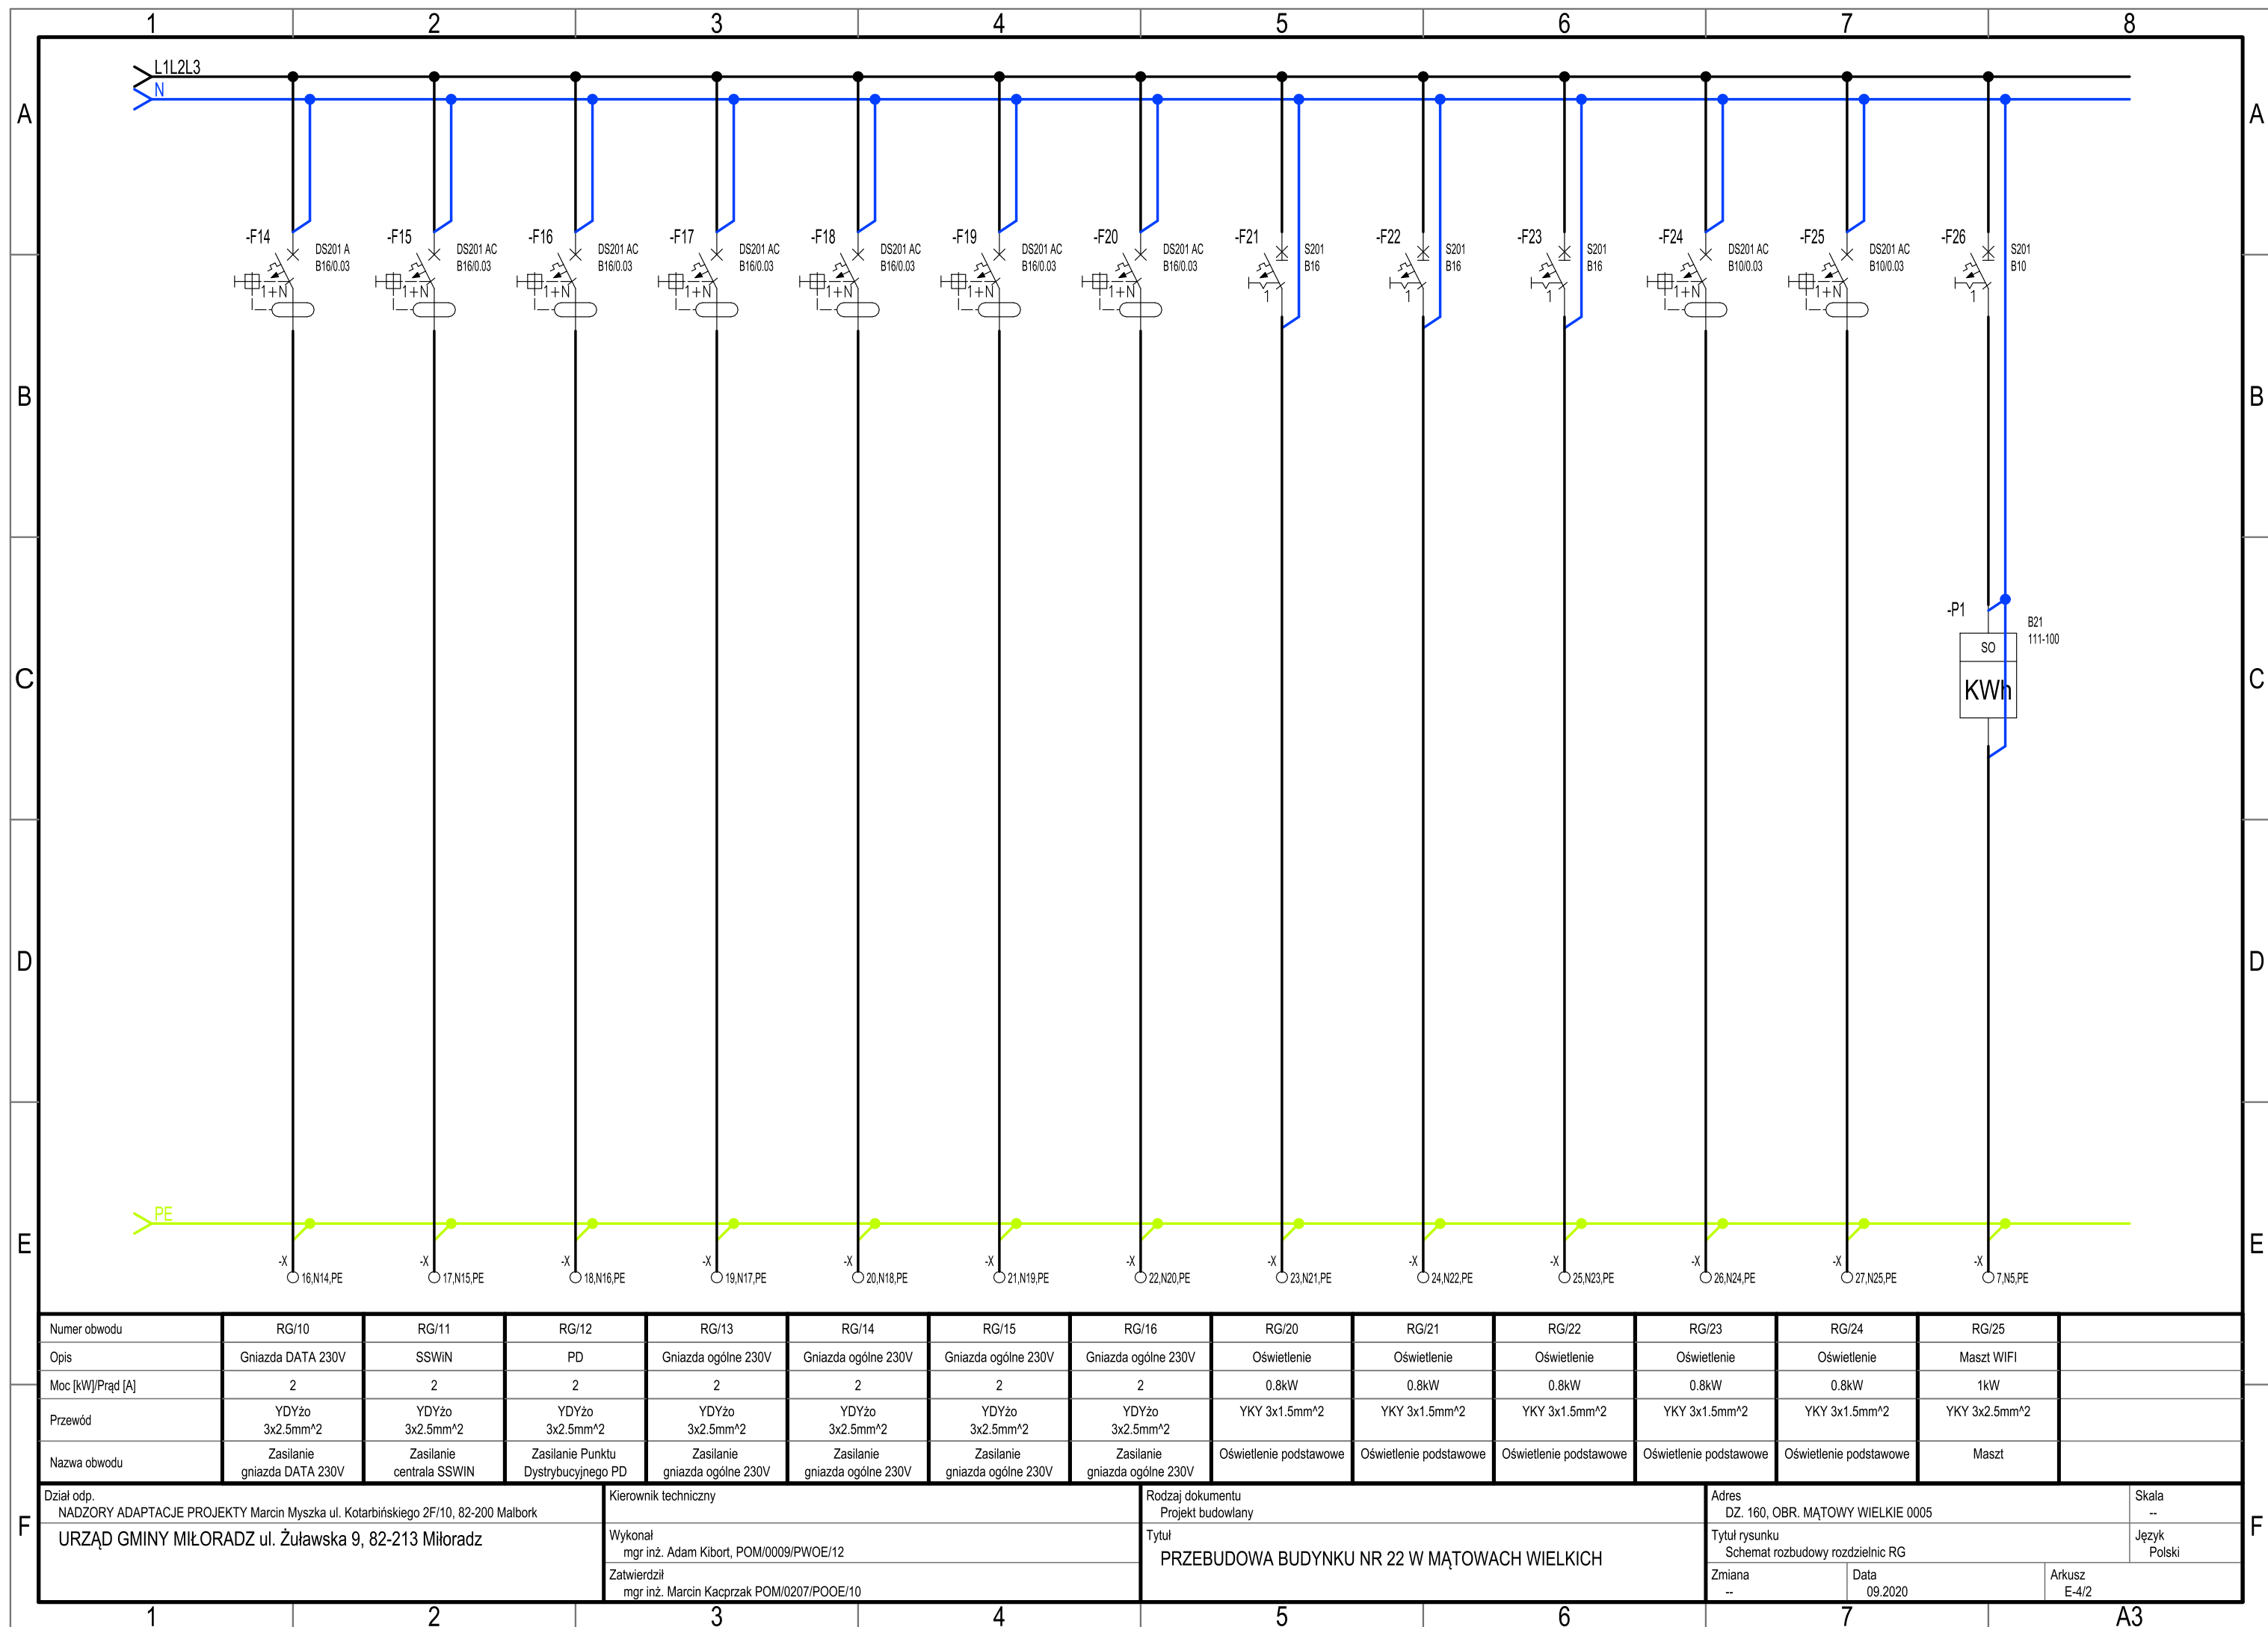 1 2 3 4 5 6 7 8
L1L2L3
N
A A
-F14 DS201 A
B16/0.03
1+N
-F15 DS201 AC
B16/0.03
1+N
-F16 DS201 AC
B16/0.03
1+N
-F17 DS201 AC
B16/0.03
1+N
-F18 DS201 AC
B16/0.03
1+N
-F19 DS201 AC
B16/0.03
1+N
-F20 DS201 AC
B16/0.03
1+N
-F21 S201
B16
1
-F22 S201
B16
1
-F23 S201
B16
1
-F24 DS201 AC
B10/0.03
1+N
-F25 DS201 AC
B10/0.03
1+N
-F26 S201
B10
1
B B
-P1 B21
111-100
SO
KWh
C C
D D
PE
E E
-X 16,N14,PE
-X 17,N15,PE
-X 18,N16,PE
-X 19,N17,PE
-X 20,N18,PE
-X 21,N19,PE
-X 22,N20,PE
-X 23,N21,PE
-X 24,N22,PE
-X 25,N23,PE
-X 26,N24,PE
-X 27,N25,PE
-X 7,N5,PE
Numer obwodu RG/10 RG/11 RG/12 RG/13 RG/14 RG/15 RG/16 RG/20 RG/21 RG/22 RG/23 RG/24 RG/25
Opis Gniazda DATA 230V SSWiN PD Gniazda ogólne 230V Gniazda ogólne 230V Gniazda ogólne 230V Gniazda ogólne 230V Oświetlenie Oświetlenie Oświetlenie Oświetlenie Oświetlenie Maszt WIFI
Moc [kW]/Prąd [A] 2 2 2 2 2 2 2 0.8kW 0.8kW 0.8kW 0.8kW 0.8kW 1kW
Przewód YDYżo YDYżo YDYżo YDYżo YDYżo YDYżo YDYżo YKY 3x1.5mm^2 YKY 3x1.5mm^2 YKY 3x1.5mm^2 YKY 3x1.5mm^2 YKY 3x1.5mm^2 YKY 3x2.5mm^2
3x2.5mm^2 3x2.5mm^2 3x2.5mm^2 3x2.5mm^2 3x2.5mm^2 3x2.5mm^2 3x2.5mm^2
Nazwa obwodu Zasilanie Zasilanie Zasilanie Punktu Zasilanie Zasilanie Zasilanie Zasilanie Oświetlenie podstawowe Oświetlenie podstawowe Oświetlenie podstawowe Oświetlenie podstawowe Oświetlenie podstawowe Maszt
gniazda DATA 230V centrala SSWIN Dystrybucyjnego PD gniazda ogólne 230V gniazda ogólne 230V gniazda ogólne 230V gniazda ogólne 230V
F F
Dział odp.
NADZORY ADAPTACJE PROJEKTY Marcin Myszka ul. Kotarbińskiego 2F/10, 82-200 Malbork
URZĄD GMINY MIŁORADZ ul. Żuławska 9, 82-213 Miłoradz
Kierownik techniczny
Wykonał
mgr inż. Adam Kibort, POM/0009/PWOE/12
Zatwierdził
mgr inż. Marcin Kacprzak POM/0207/POOE/10
Rodzaj dokumentu
Projekt budowlany
Tytuł
PRZEBUDOWA BUDYNKU NR 22 W MĄTOWACH WIELKICH
Adres
DZ. 160, OBR. MĄTOWY WIELKIE 0005
Skala
--
Tytuł rysunku
Schemat rozbudowy rozdzielnic RG
Język
Polski
Zmiana
--
Data
09.2020
Arkusz
E-4/2
1 2 3 4 5 6 7 A3